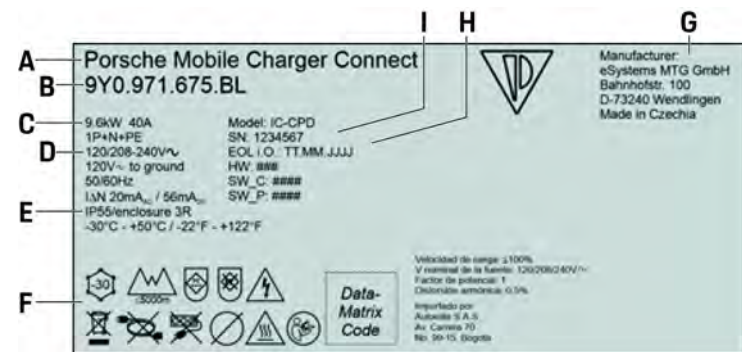 I
H
G
A
Porsche Mobile Charger Connect
B
9Y0.971.675.BL
Manufacturer:
eSystems MTG GmbH
Bahnhofstr. 100
D-73240 Wendlingen
Made in Czechia
C
9.6kW 40A
1P+N+PE
D
120/208-240V~
120V~ to ground
50/60Hz
I∆N 20mAAC / 56mADC
E
IP55/enclosure 3R
-30°C - +50°C / -22°F - +122°F
Model: IC-CPD
SN: 1234567
EOL i.O.: TT.MM.JJJJ
HW: ###
SW_C: ####
SW_P: ####
F
-30
≤5000m
Data-
Matrix
Code
Velocidad de carga: ≥100%
V nominal de la fuente: 120/208/240V~
Factor de potencia: 1
Distorsión armónica: 0.5%
Importado por
Autoelite S.A.S.
Av. Carrera 70
No. 99-15, Bogota